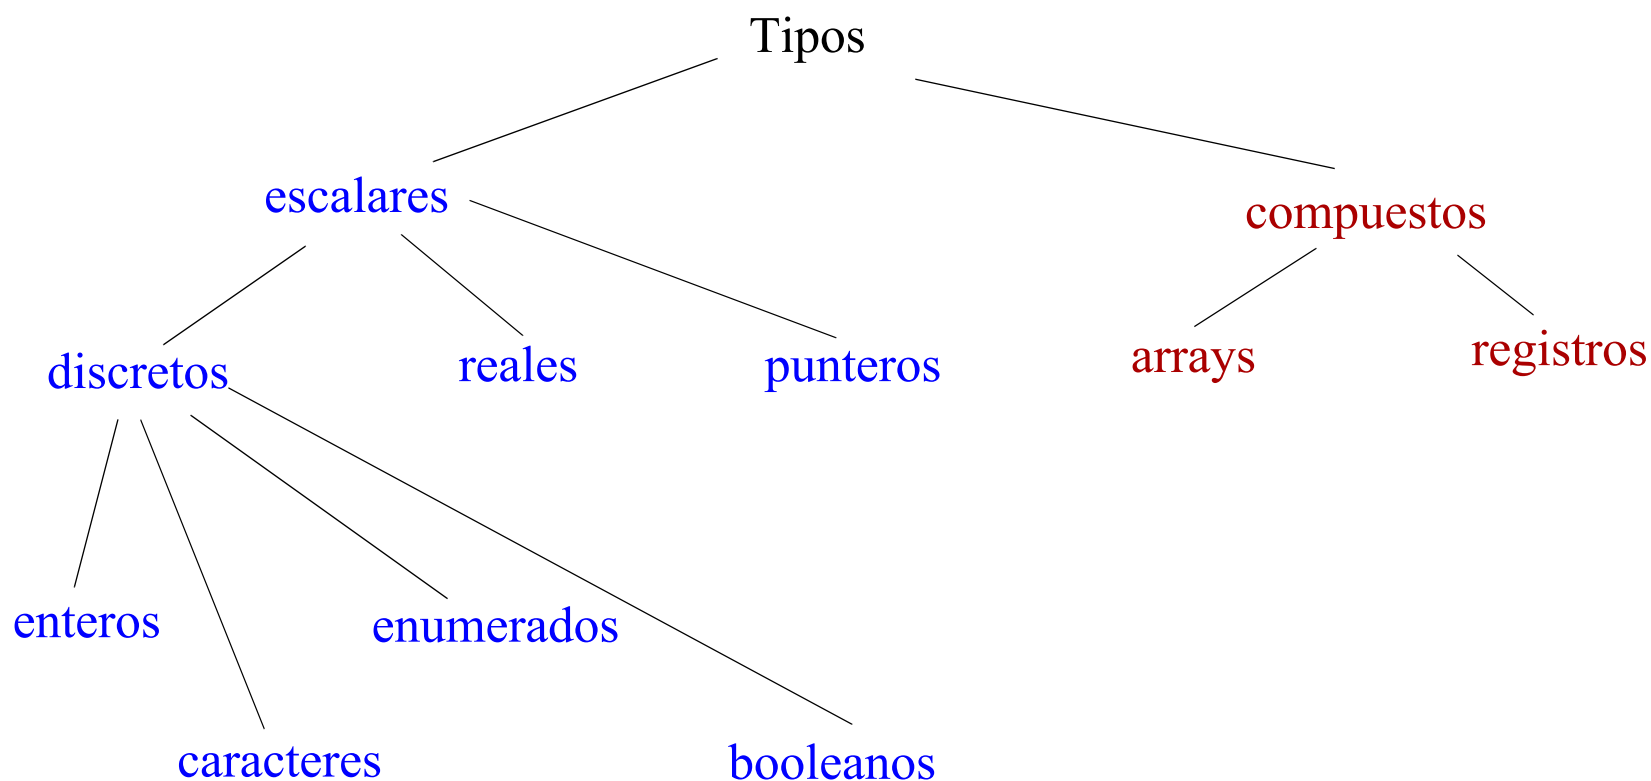 Tipos
escalares
compuestos
discretos
reales
punteros
arrays
registros
enteros
enumerados
caracteres
booleanos